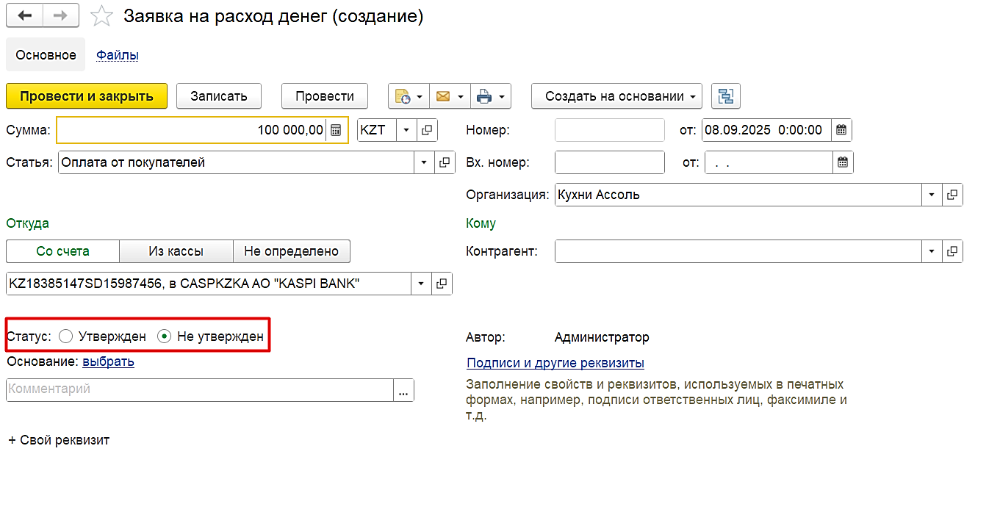 Заявка на расход денег (создание)
Основное Файлы
Провести и закрыть Записать Провести Создать на основании
Сумма: 100 000,00 KZT Номер: от: 08.09.2025 0:00:00
Статья: Оплата от покупателей Вх. номер: от: . .
Организация: Кухни Ассоль
Откуда Кому
Со счета Из кассы Не определено Контрагент:
KZ18385147SD15987456, в CASPKZKA АО "KASPI BANK"
Статус: Утвержден Не утвержден Автор: Администратор
Основание: выбрать Подписи и другие реквизиты
Комментарий ... Заполнение свойств и реквизитов, используемых в печатных
формах, например, подписи ответственных лиц, факсимиле и
т.д.
+ Свой реквизит